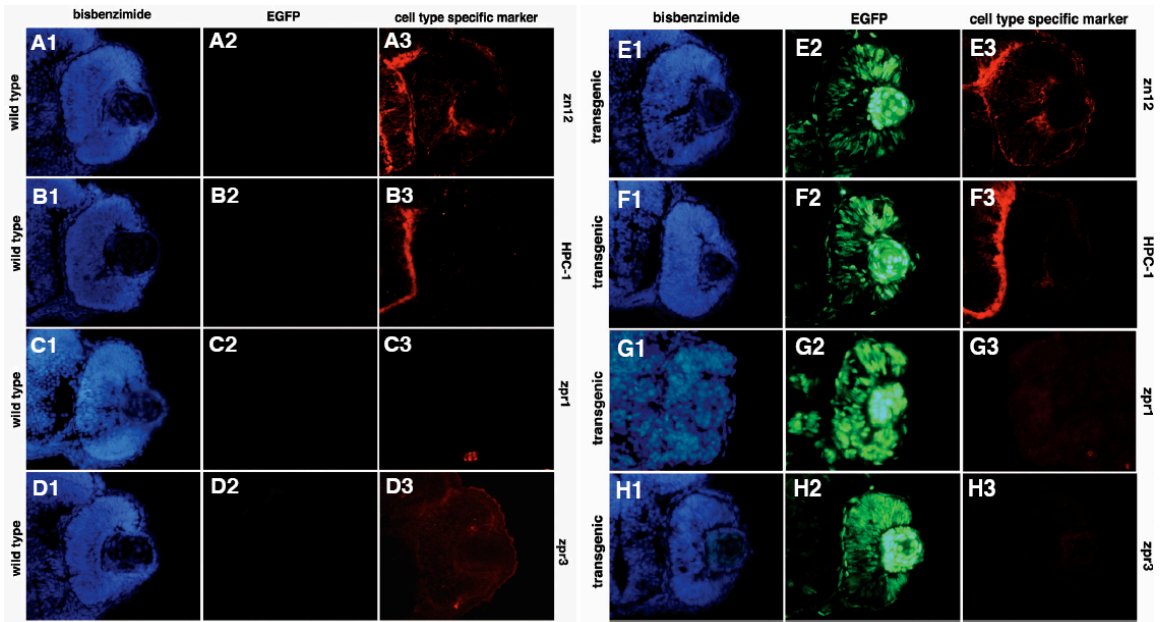 bisbenzimide EGFP cell type specific marker
wild type A1 A2 A3 zn12
wild type B1 B2 B3 HPC-1
wild type C1 C2 C3 zpr1
wild type D1 D2 D3 zpr3
bisbenzimide EGFP cell type specific marker
transgenic E1 E2 E3 zn12
transgenic F1 F2 F3 HPC-1
transgenic G1 G2 G3 zpr1
transgenic H1 H2 H3 zpr3